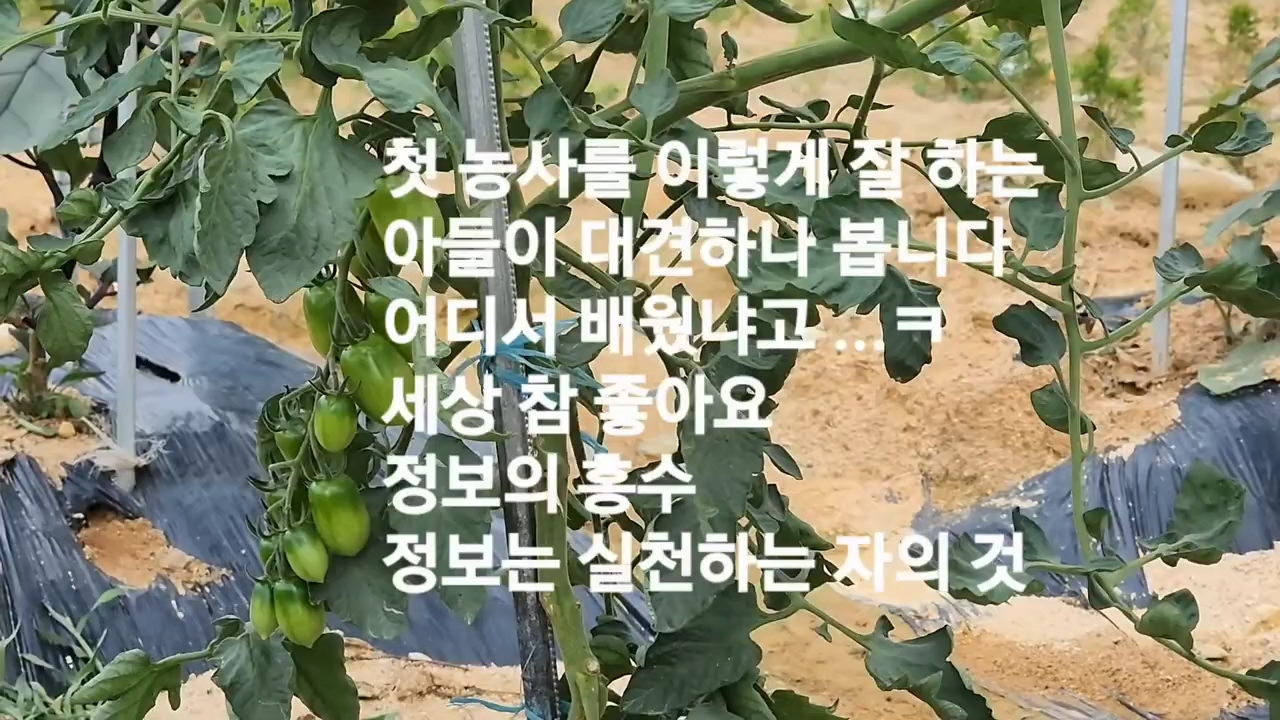 첫 농사를 이렇게 잘 하는
아들이 대견하나 봅니다
어디서 배웠냐고 ... ㅋ
세상 참 좋아요
정보의 홍수
정보는 실천하는 자의 것